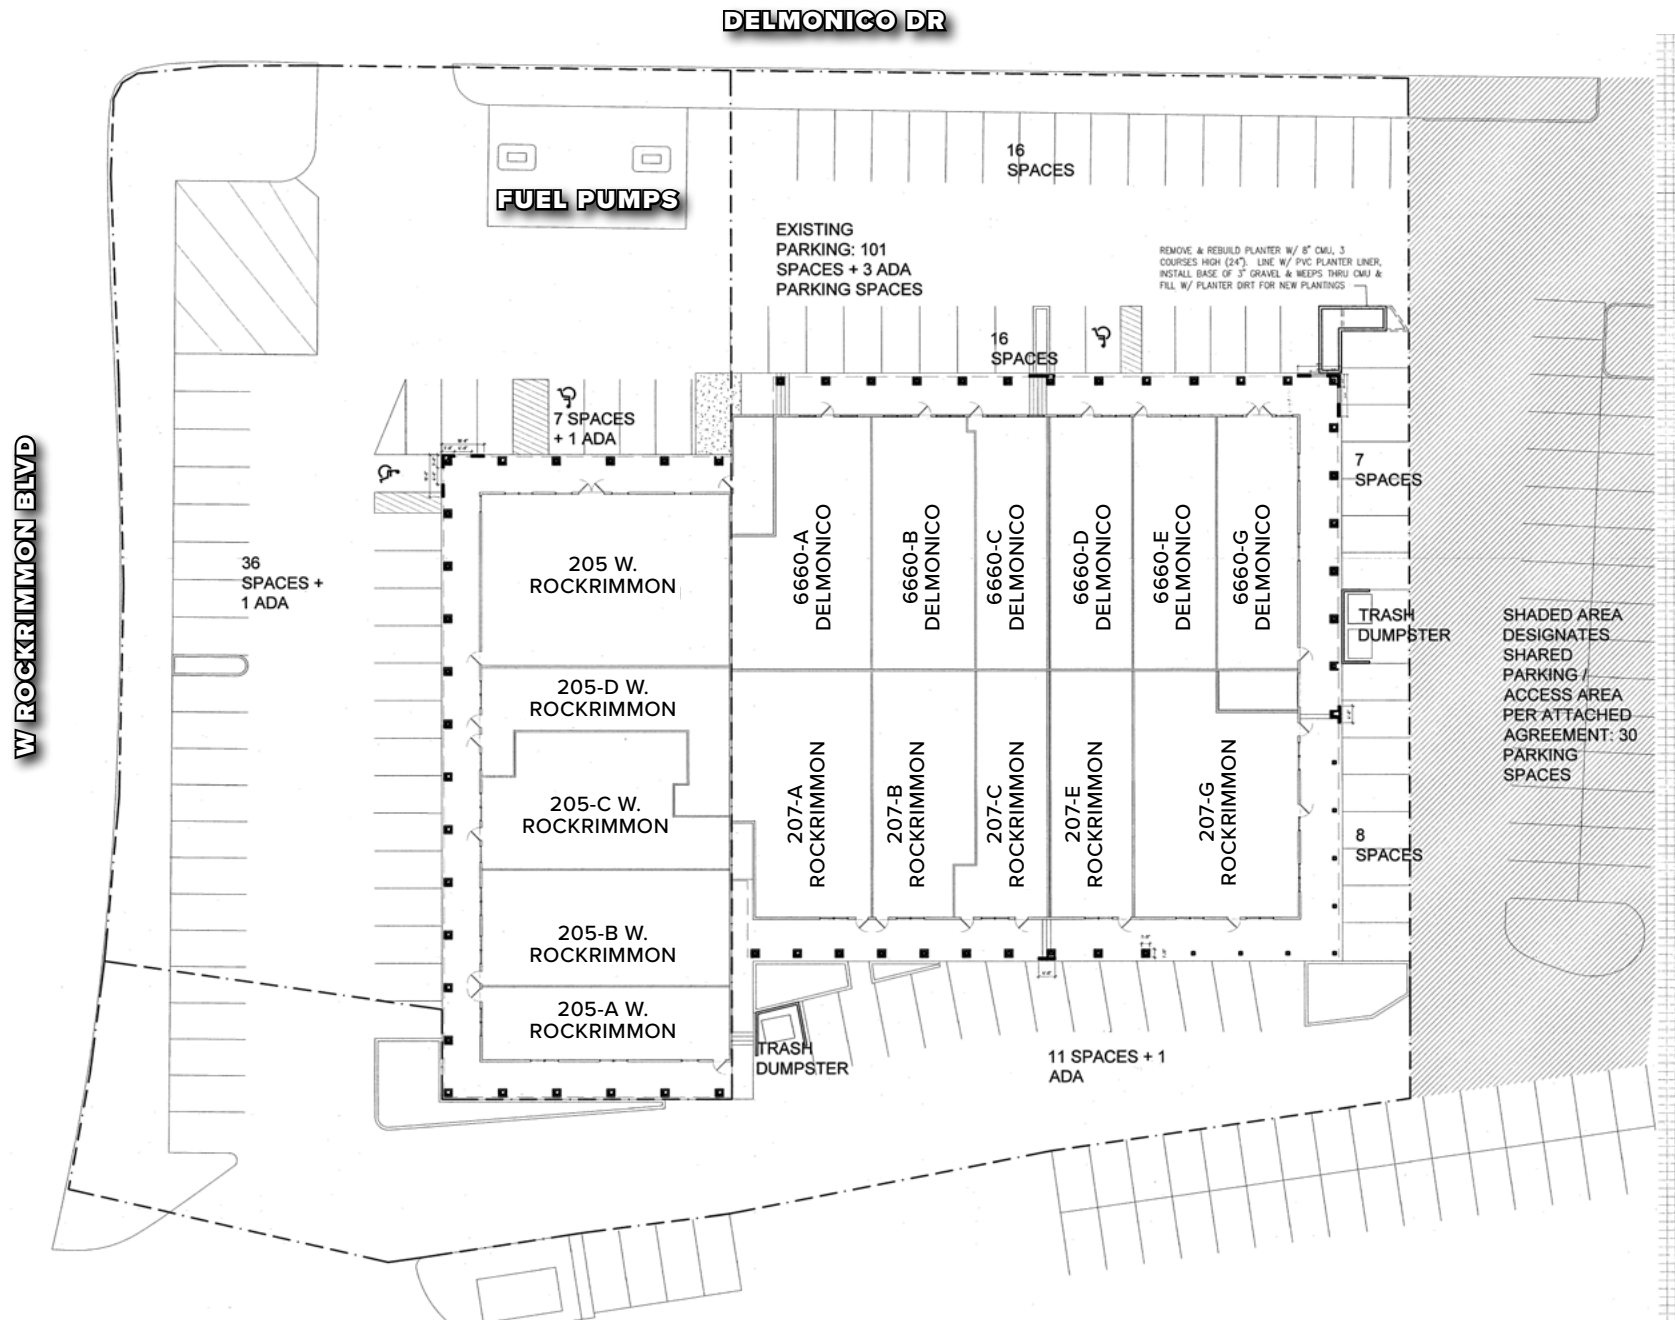 DELMONICO DR
16
SPACES
FUEL PUMPS
EXISTING
PARKING: 101
SPACES + 3 ADA
PARKING SPACES
REMOVE & REBUILD PLANTER W/ 8" CMU, 3
COURSES HIGH (24"). LINE W/ PVC PLANTER LINER,
INSTALL BASE OF 3" GRAVEL & WEEPS THRU CMU &
FILL W/ PLANTER DIRT FOR NEW PLANTINGS
16
SPACES
7 SPACES
+ 1 ADA
W ROCKRIMMON BLVD
36
SPACES +
1 ADA
205 W.
ROCKRIMMON
6660-A
DELMONICO
6660-B
DELMONICO
6660-C
DELMONICO
6660-D
DELMONICO
6660-E
DELMONICO
6660-G
DELMONICO
7
SPACES
TRASH
DUMPSTER
SHADED AREA
DESIGNATES
SHARED
PARKING /
ACCESS AREA
PER ATTACHED
AGREEMENT: 30
PARKING
SPACES
205-D W.
ROCKRIMMON
205-C W.
ROCKRIMMON
207-A
ROCKRIMMON
207-B
ROCKRIMMON
207-C
ROCKRIMMON
207-E
ROCKRIMMON
207-G
ROCKRIMMON
8
SPACES
205-B W.
ROCKRIMMON
205-A W.
ROCKRIMMON
TRASH
DUMPSTER
11 SPACES + 1
ADA